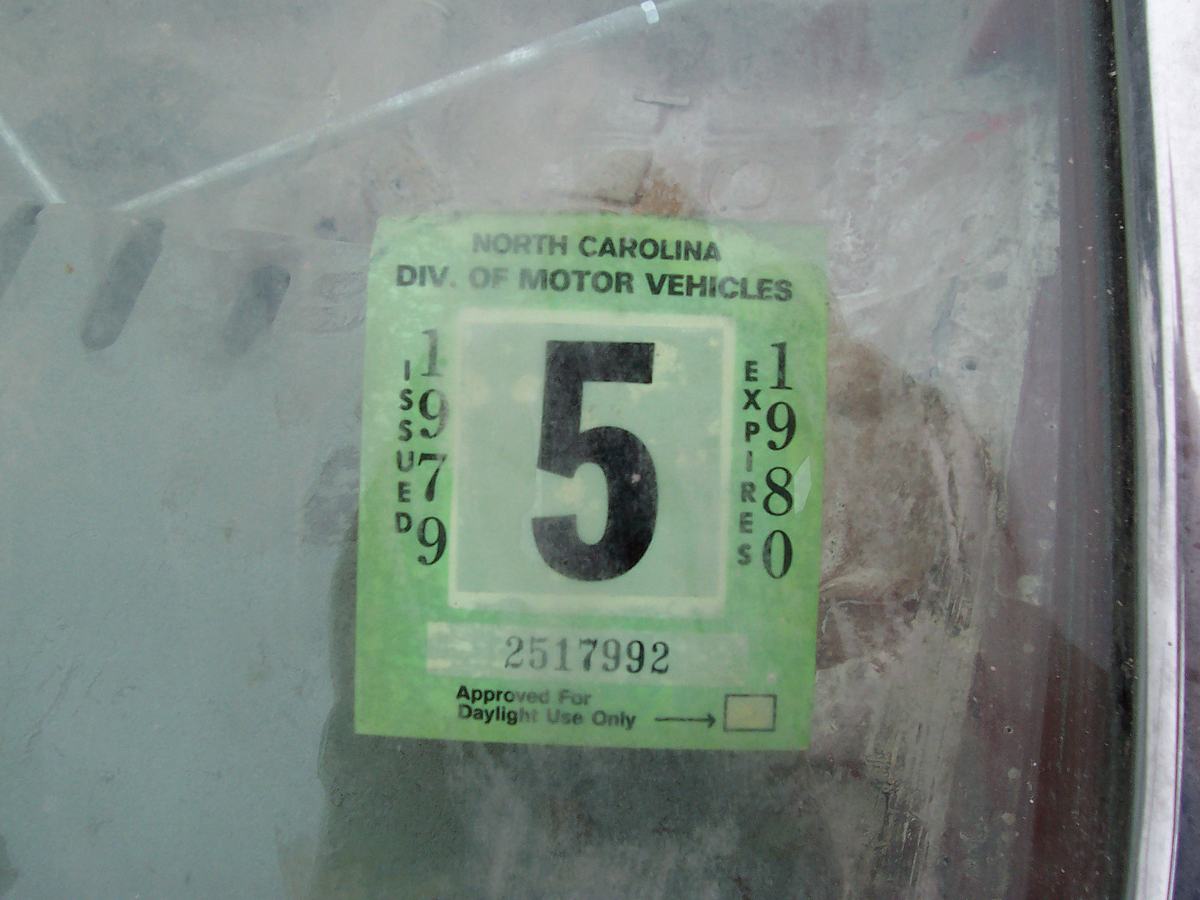 NORTH CAROLINA
DIV. OF MOTOR VEHICLES
ISSUED
1979
5
EXPIRES
1980
2517992
Approved For
Daylight Use Only